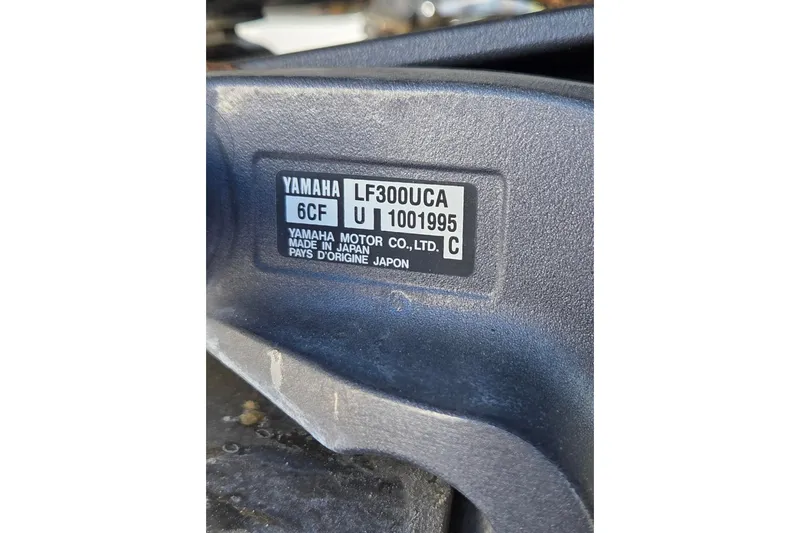 YAMAHA LF300UCA
6CF U 1001995
YAMAHA MOTOR CO.,LTD. C
MADE IN JAPAN
PAYS D'ORIGINE JAPON